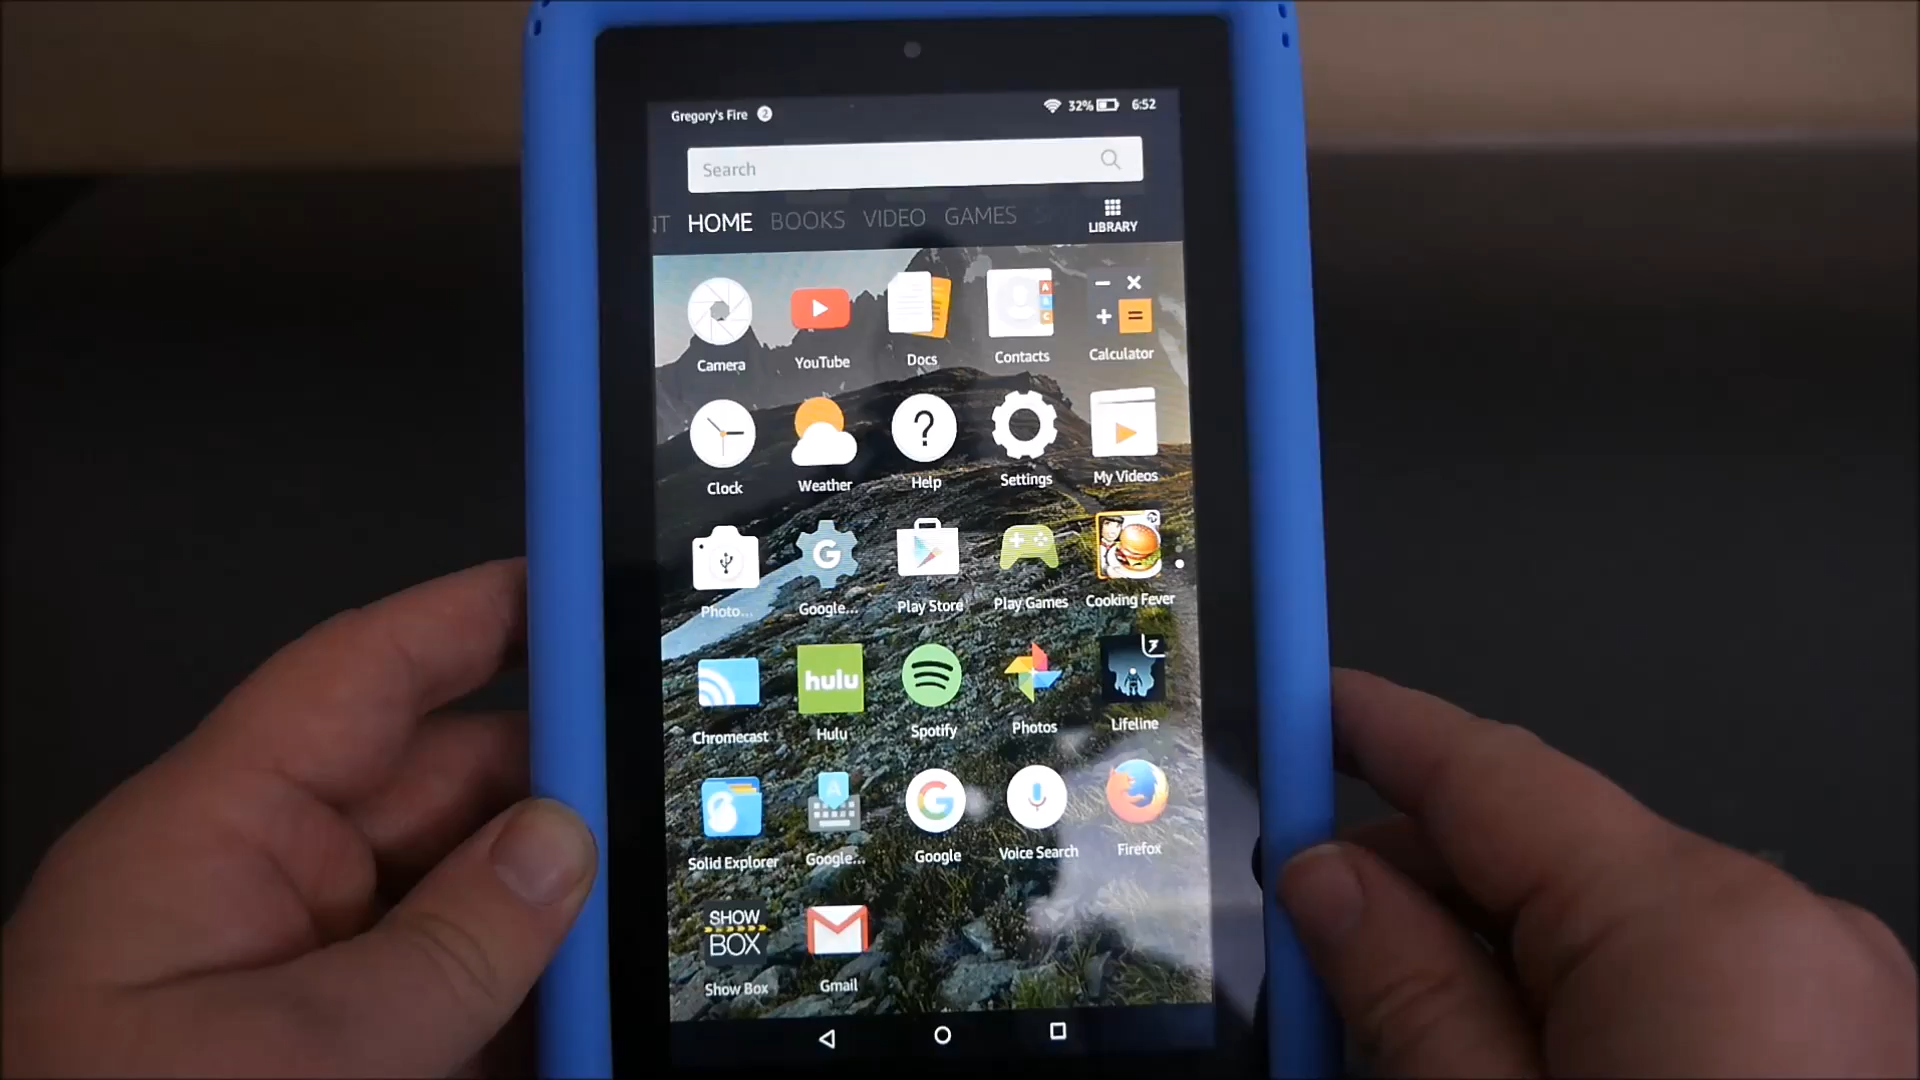 Gregory's Fire 2
32% 6:52
Search
NT HOME BOOKS VIDEO GAMES
LIBRARY
A
B
C
Camera YouTube Docs Contacts Calculator
Clock Weather Help Settings My Videos
G
Photo... Google... Play Store Play Games Cooking Fever
hulu
Chromecast Hulu Spotify Photos Lifeline
A
G
Solid Explorer Google... Google Voice Search Firefox
SHOW
BOX
Show Box Gmail